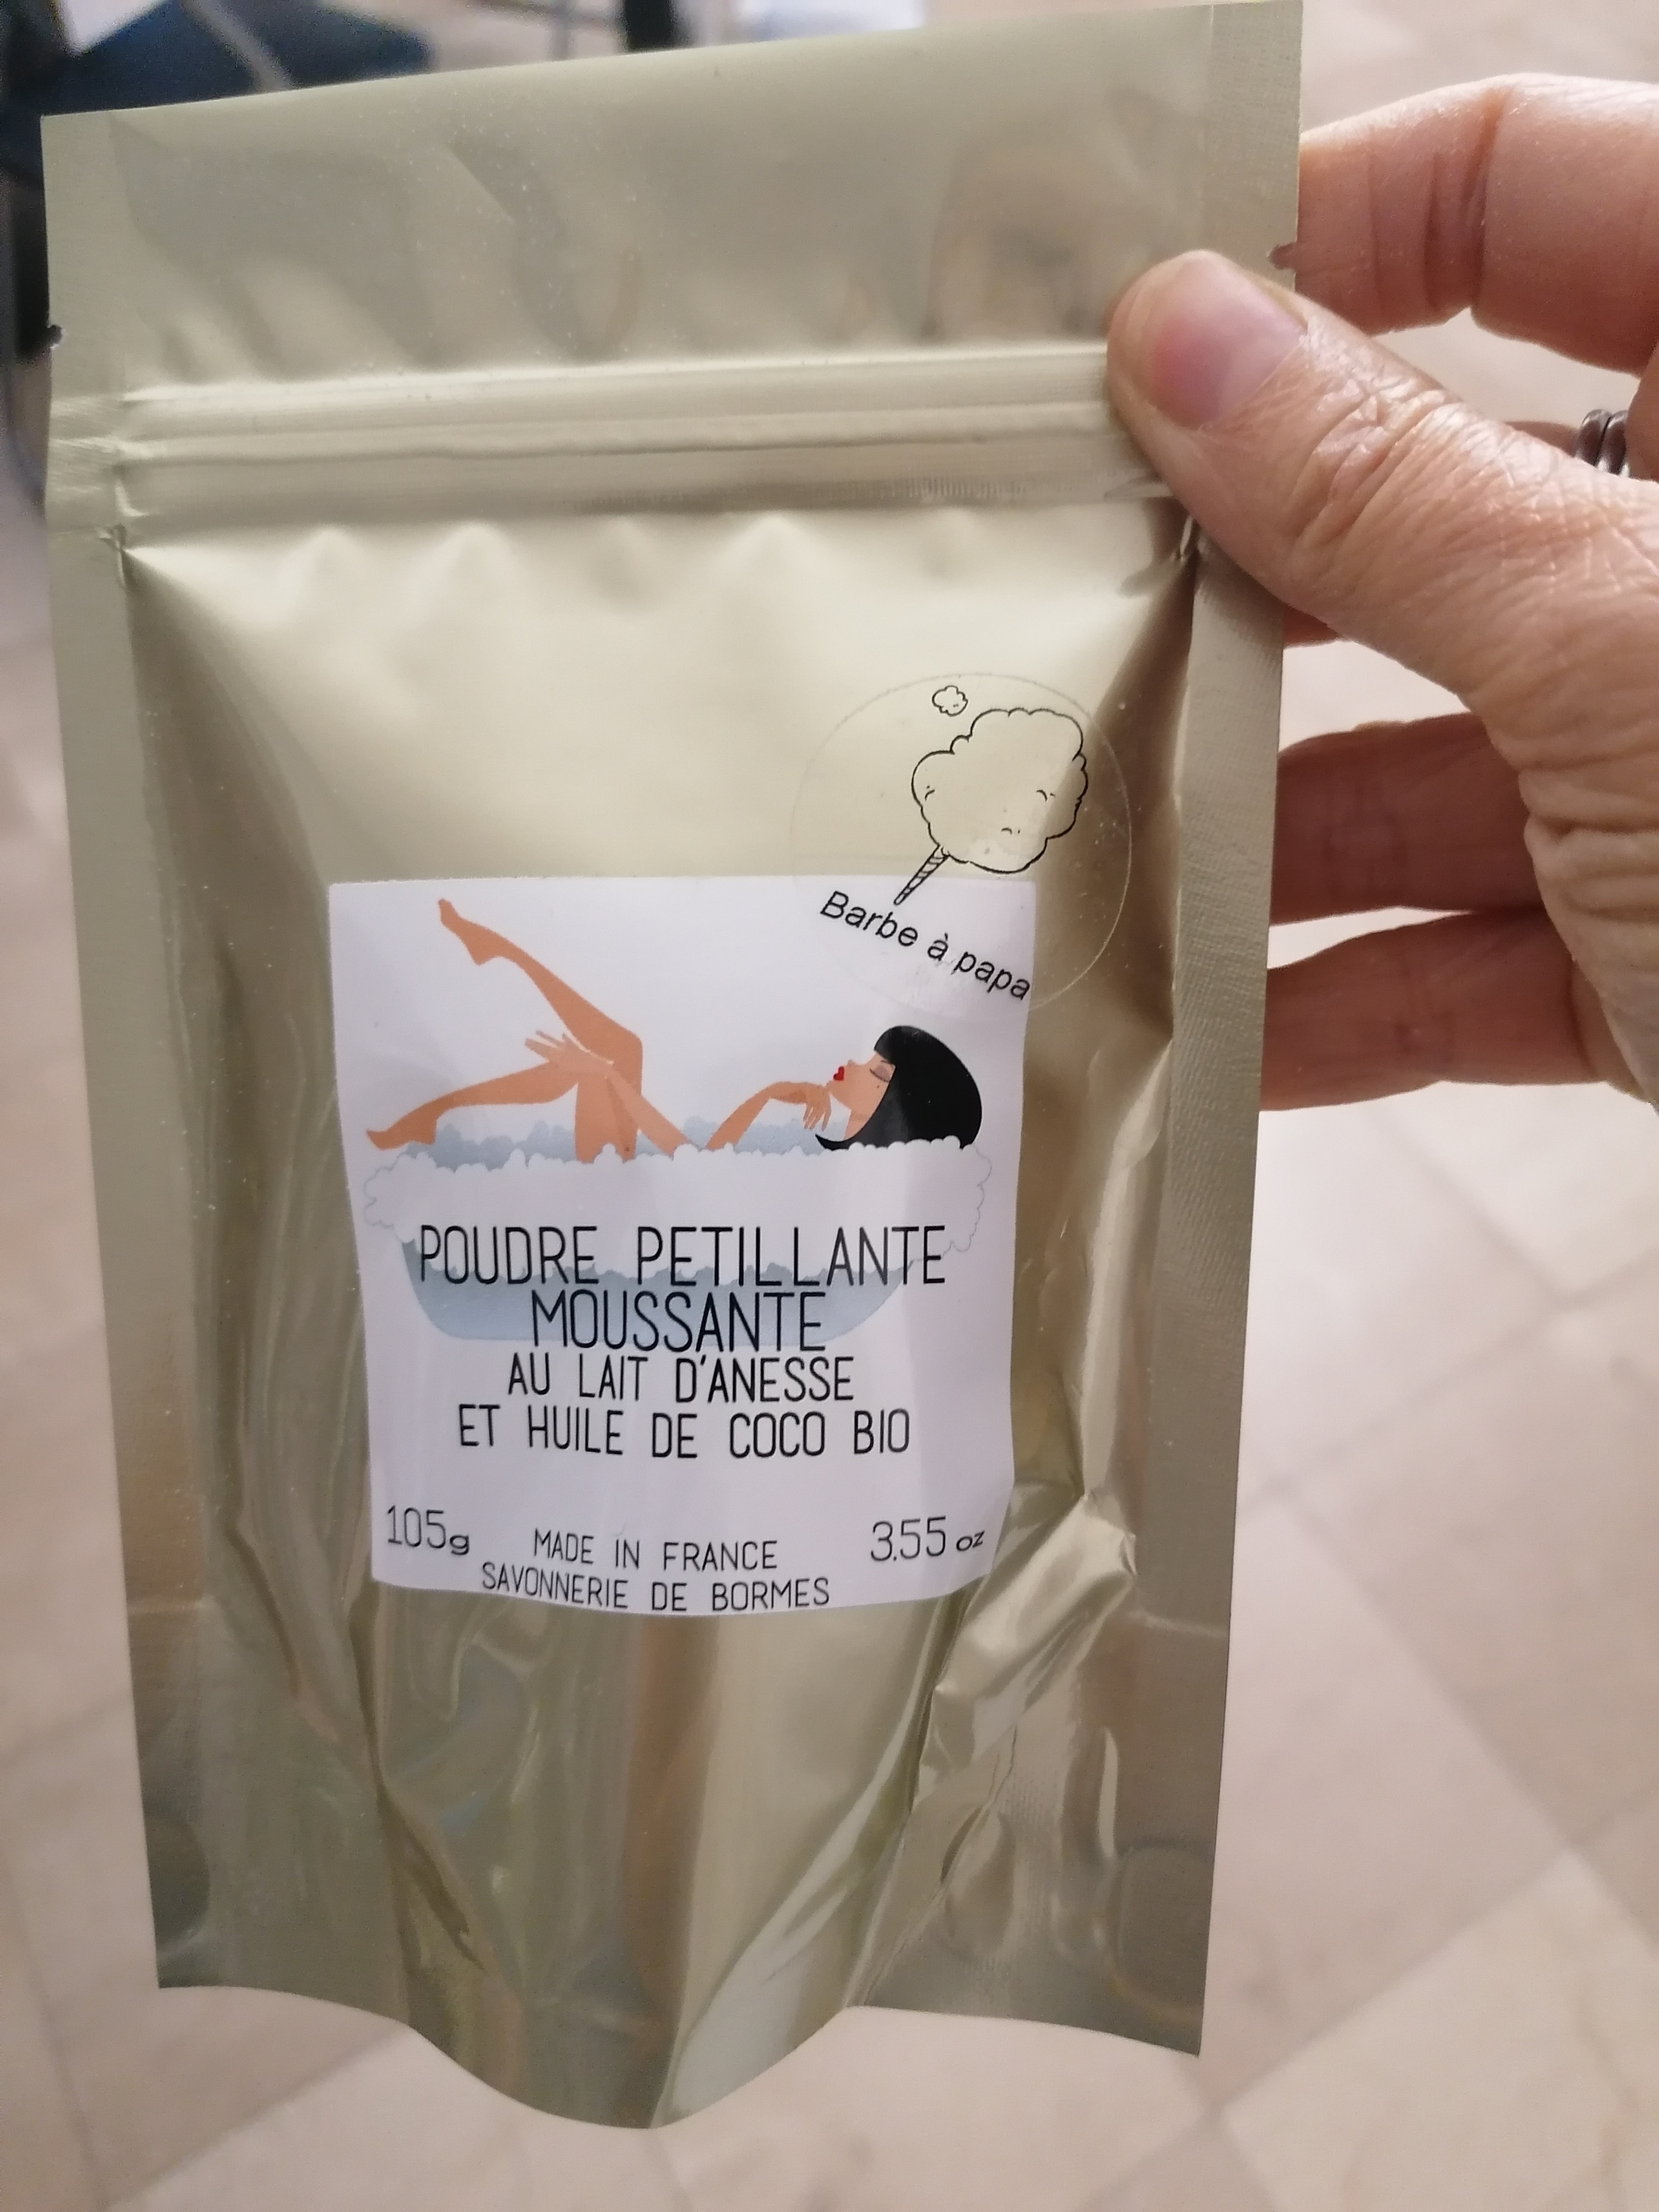 Barbe à papa
POUDRE PETILLANTE
MOUSSANTE
AU LAIT D'ANESSE
ET HUILE DE COCO BIO
105g
MADE IN FRANCE
3.55 oz
SAVONNERIE DE BORMES